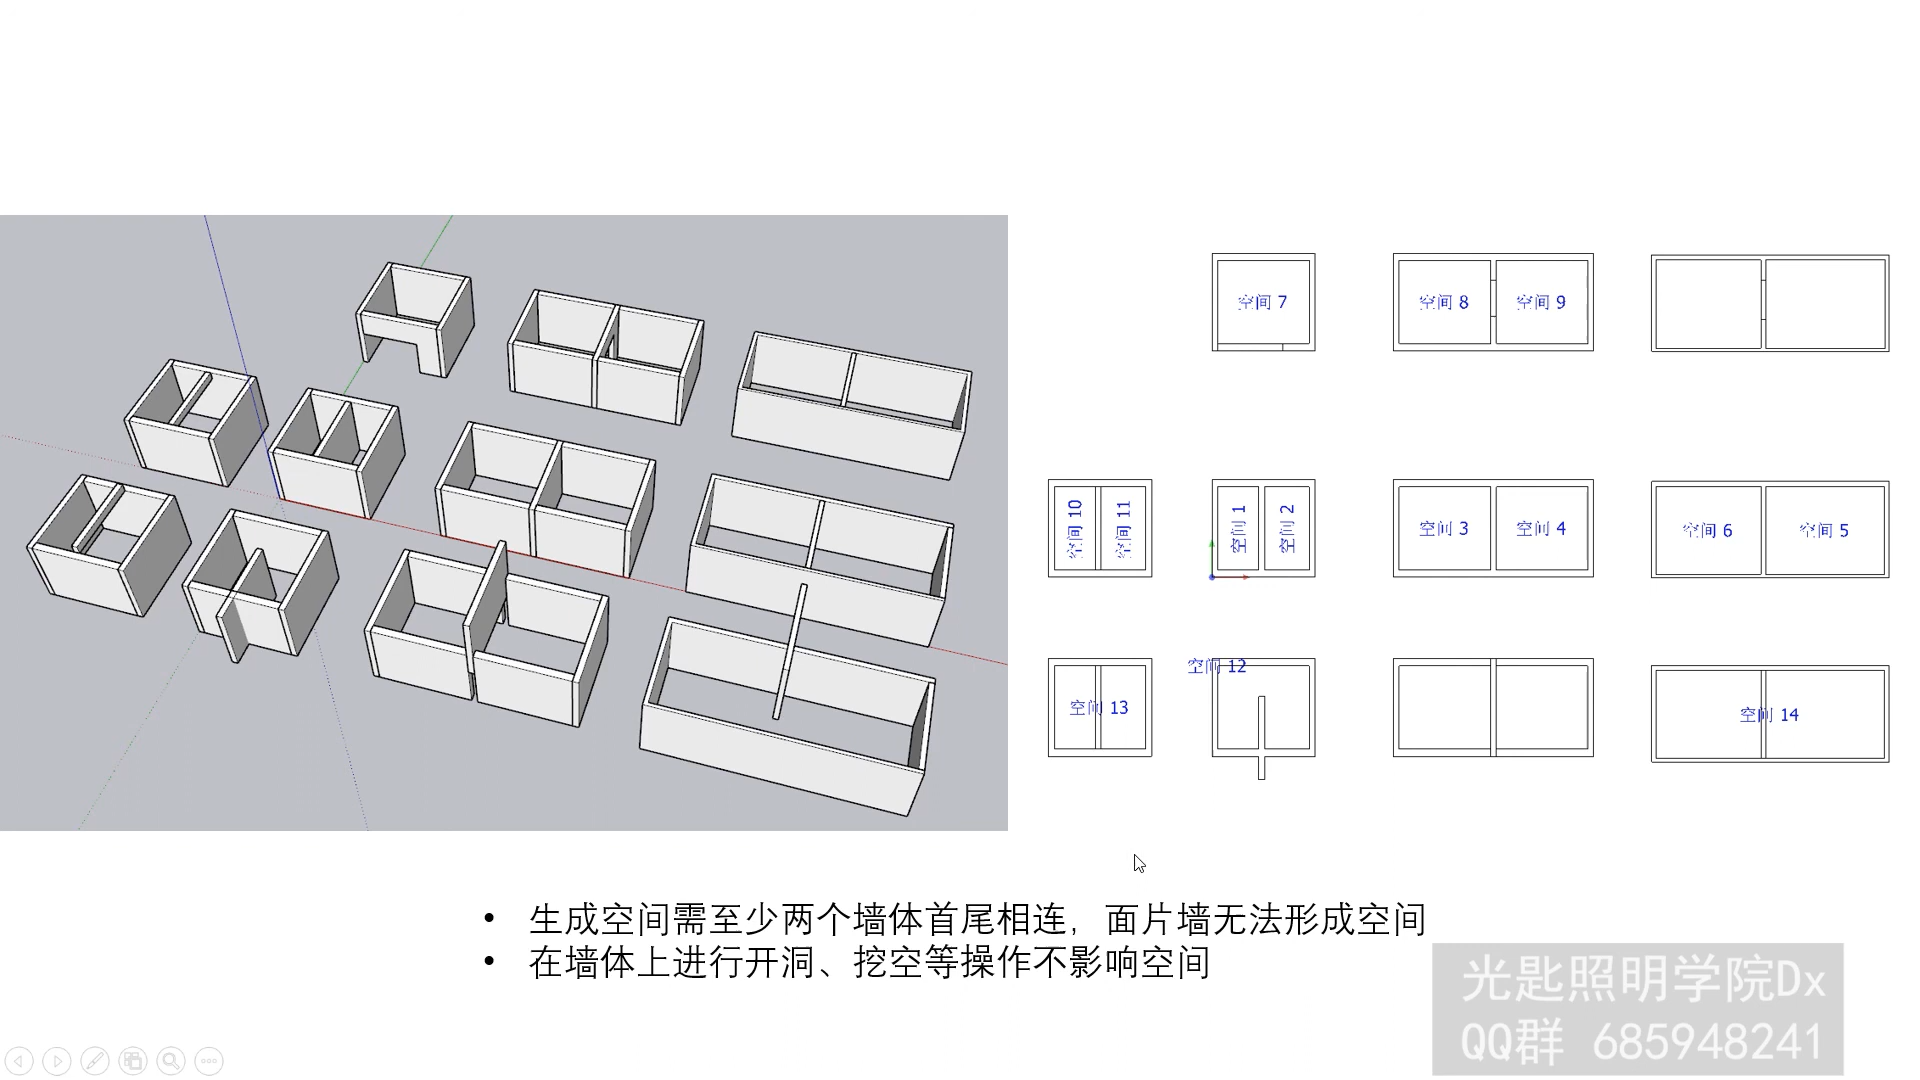 空间 7
空间 8
空间 9
空间 10
空间 11
空间 1
空间 2
空间 3
空间 4
空间 6
空间 5
空间 12
空间 13
空间 14
• 生成空间需至少两个墙体首尾相连，面片墙无法形成空间
• 在墙体上进行开洞、挖空等操作不影响空间
光匙照明学院Dx
QQ群 685948241